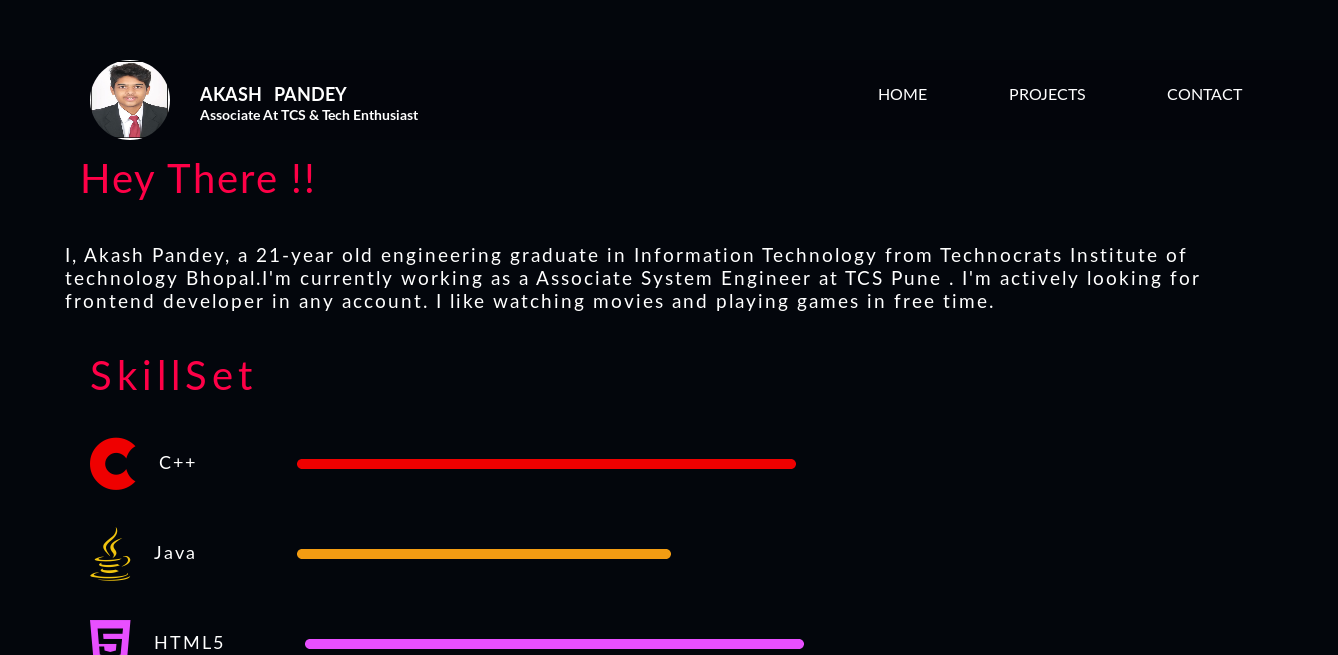 AKASH PANDEY
Associate At TCS & Tech Enthusiast
HOME PROJECTS CONTACT
Hey There !!
I, Akash Pandey, a 21-year old engineering graduate in Information Technology from Technocrats Institute of
technology Bhopal.I'm currently working as a Associate System Engineer at TCS Pune . I'm actively looking for
frontend developer in any account. I like watching movies and playing games in free time.
SkillSet
C++
Java
HTML5